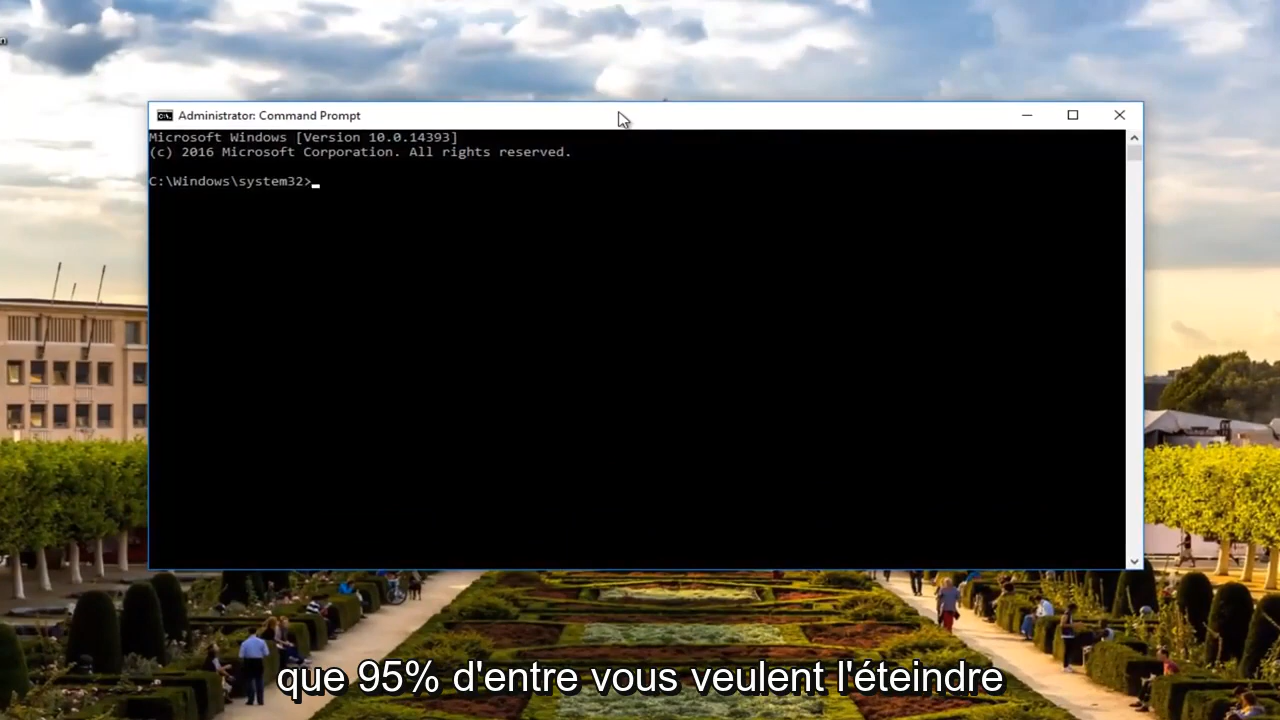 n
Administrator: Command Prompt
Microsoft Windows [Version 10.0.14393]
(c) 2016 Microsoft Corporation. All rights reserved.
C:\Windows\system32>
que 95% d'entre vous veulent l'éteindre